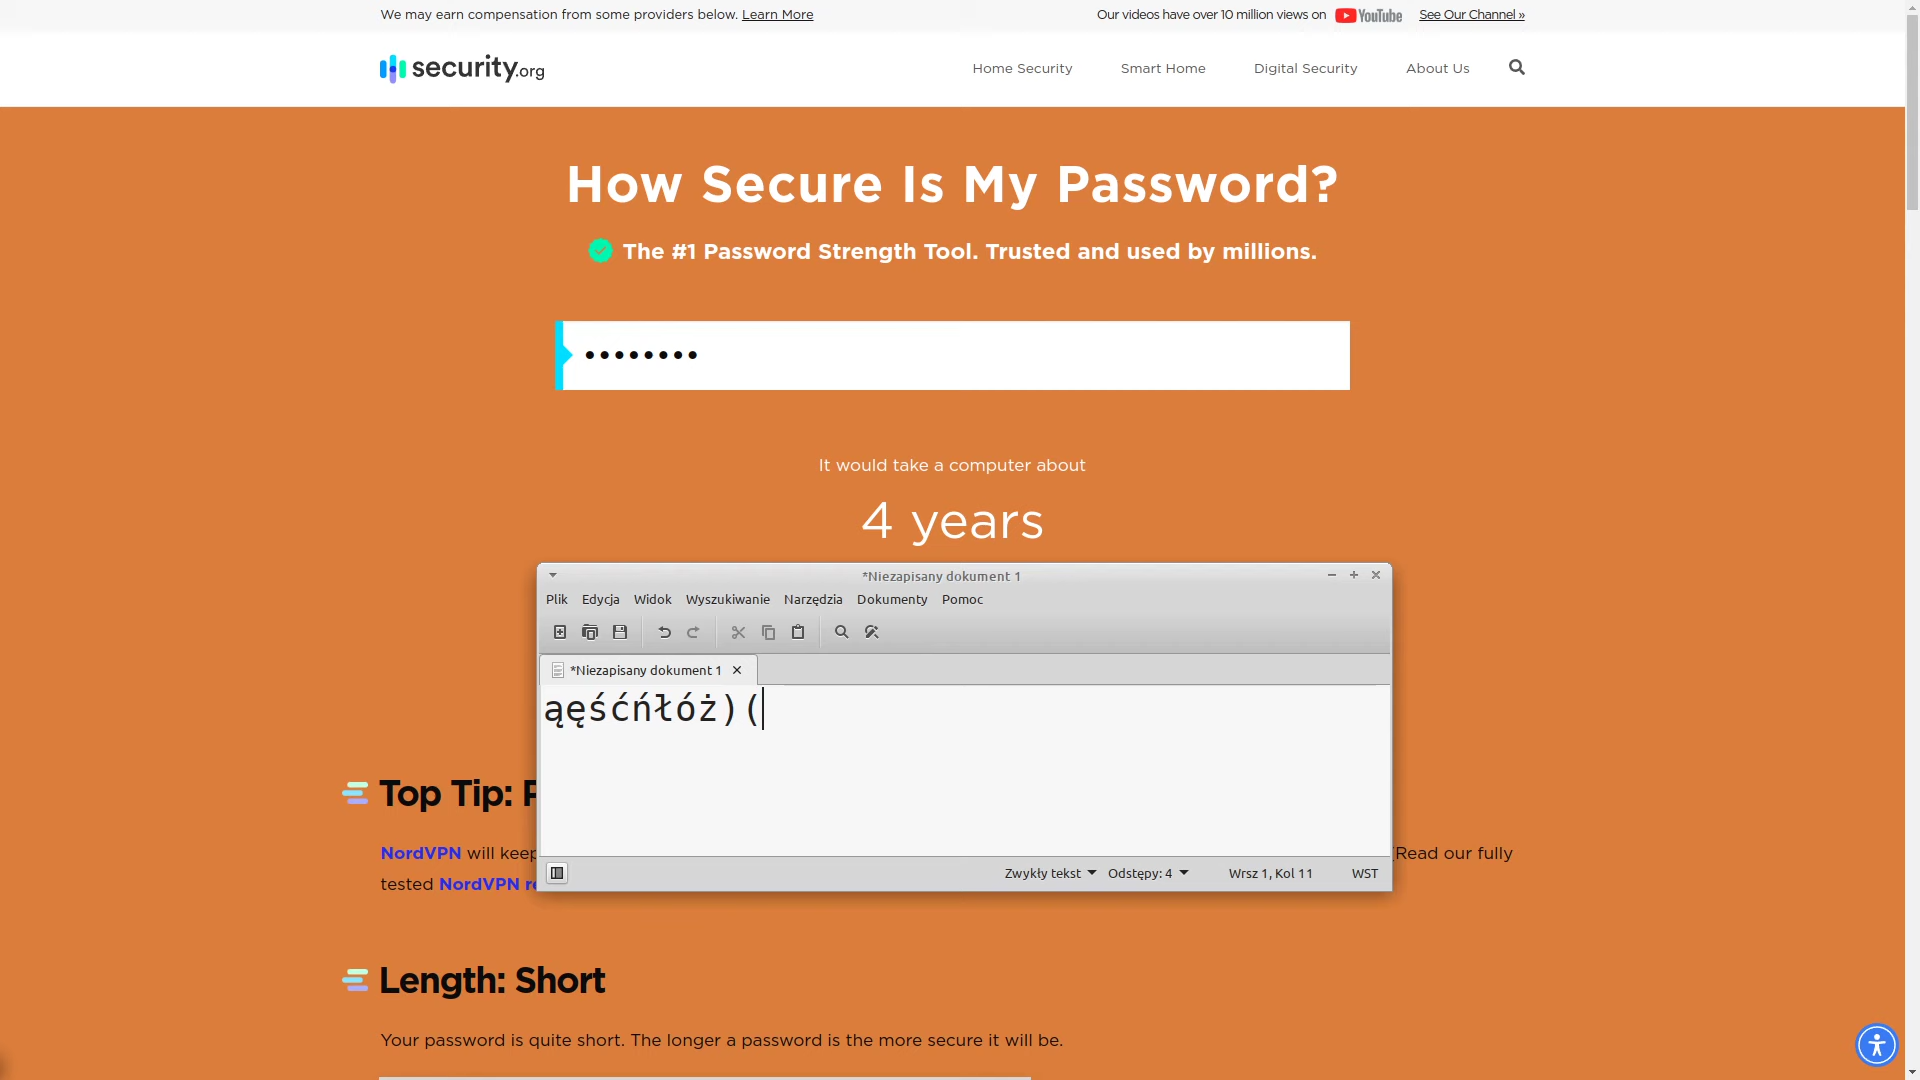 We may earn compensation from some providers below. Learn More
Our videos have over 10 million views on YouTube See Our Channel »
security.org
Home Security Smart Home Digital Security About Us
How Secure Is My Password?
The #1 Password Strength Tool. Trusted and used by millions.
••••••••
It would take a computer about
4 years
*Niezapisany dokument 1
Plik Edycja Widok Wyszukiwanie Narzędzia Dokumenty Pomoc
*Niezapisany dokument 1
ąęśćńłóż)(
Zwykły tekst Odstępy: 4 Wrsz 1, Kol 11 WST
Top Tip:
NordVPN will keep Read our fully
tested NordVPN
Length: Short
Your password is quite short. The longer a password is the more secure it will be.